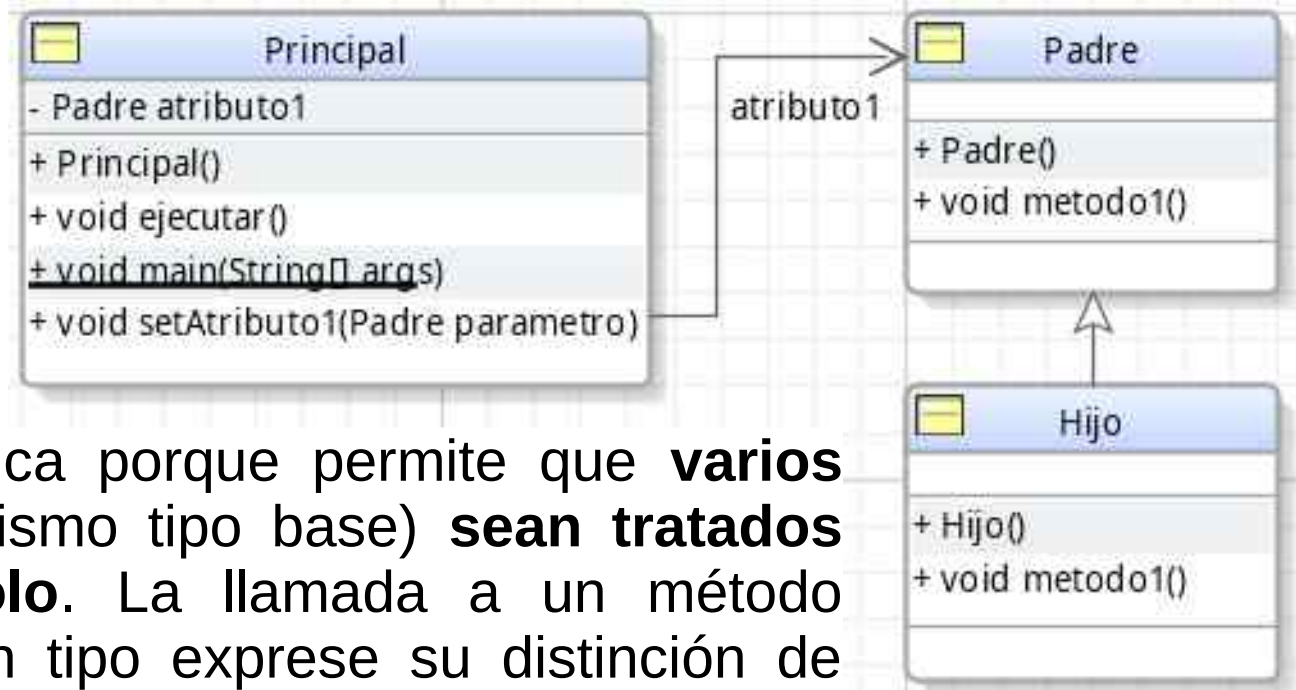 Principal
- Padre atributo1
+ Principal()
+ void ejecutar()
+ void main(String[] args)
+ void setAtributo1(Padre parametro)
atributo1
Padre
+ Padre()
+ void metodo1()
Hijo
+ Hijo()
+ void metodo1()
ca porque permite que varios
ismo tipo base) sean tratados
olo. La llamada a un método
n tipo exprese su distinción de